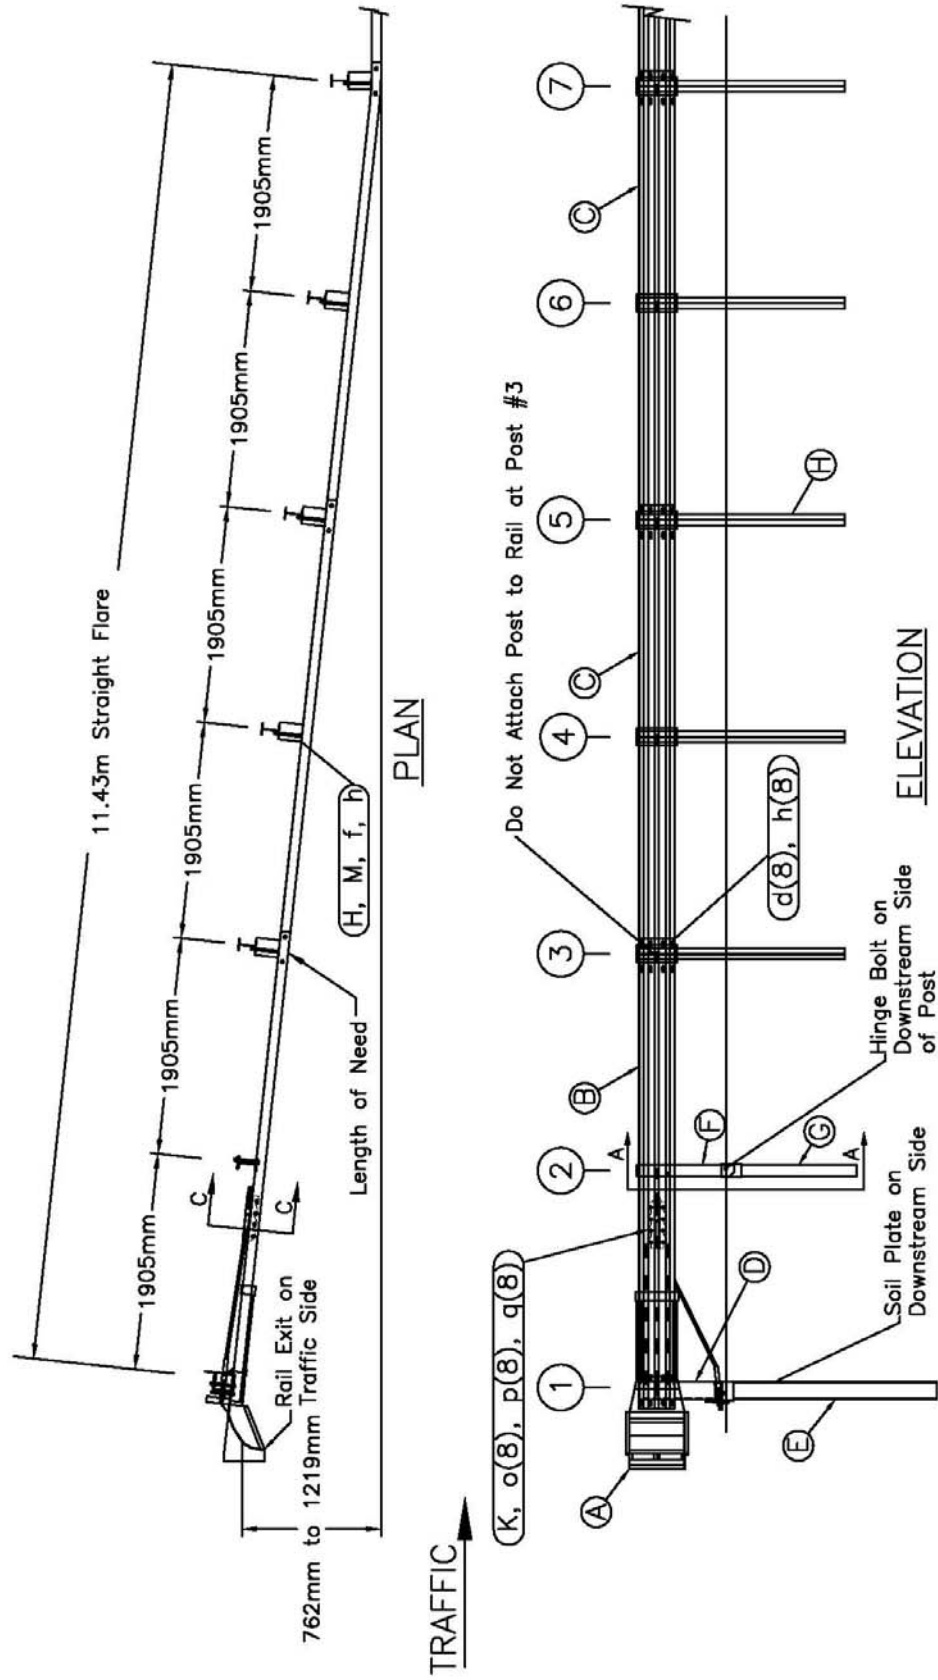 11.43m Straight Flare
1905mm
1905mm
1905mm
1905mm
1905mm
1905mm
C
C
Rail Exit on
Traffic Side
762mm to 1219mm
Length of Need
H, M, f, h
PLAN
TRAFFIC
K, o(8), p(8), q(8)
Do Not Attach Post to Rail at Post #3
1
2
3
4
5
6
7
A
B
C
C
A
A
D
E
F
G
H
d(8), h(8)
Soil Plate on
Downstream Side
Hinge Bolt on
Downstream Side
of Post
ELEVATION